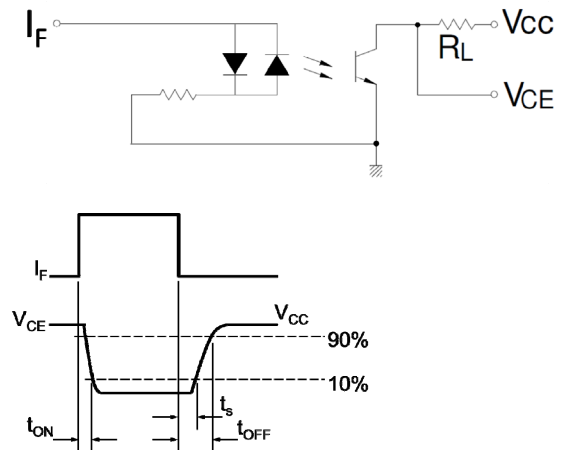 IF
VCC
RL
VCE
IF
VCE
VCC
90%
10%
ts
tON
tOFF